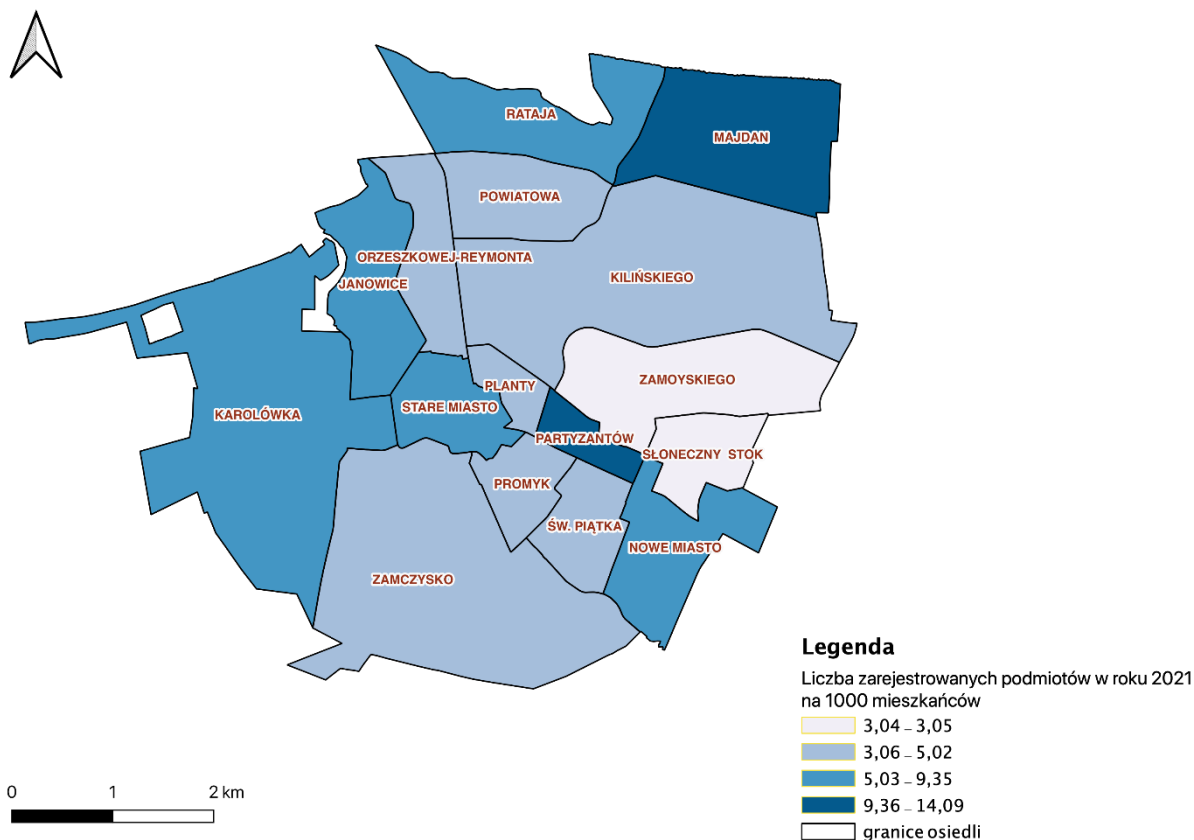 RATAJA
MAJDAN
POWIATOWA
ORZESZKOWEJ-REYMONTA
KILIŃSKIEGO
JANOWICE
ZAMOYSKIEGO
PLANTY
KAROLÓWKA
STARE MIASTO
PARTYZANTÓW
SŁONECZNY STOK
PROMYK
ŚW. PIĄTKA
NOWE MIASTO
ZAMCZYSKO
Legenda
Liczba zarejestrowanych podmiotów w roku 2021
na 1000 mieszkańców
3,04 – 3,05
3,06 – 5,02
5,03 – 9,35
9,36 – 14,09
granice osiedli
0 1 2 km